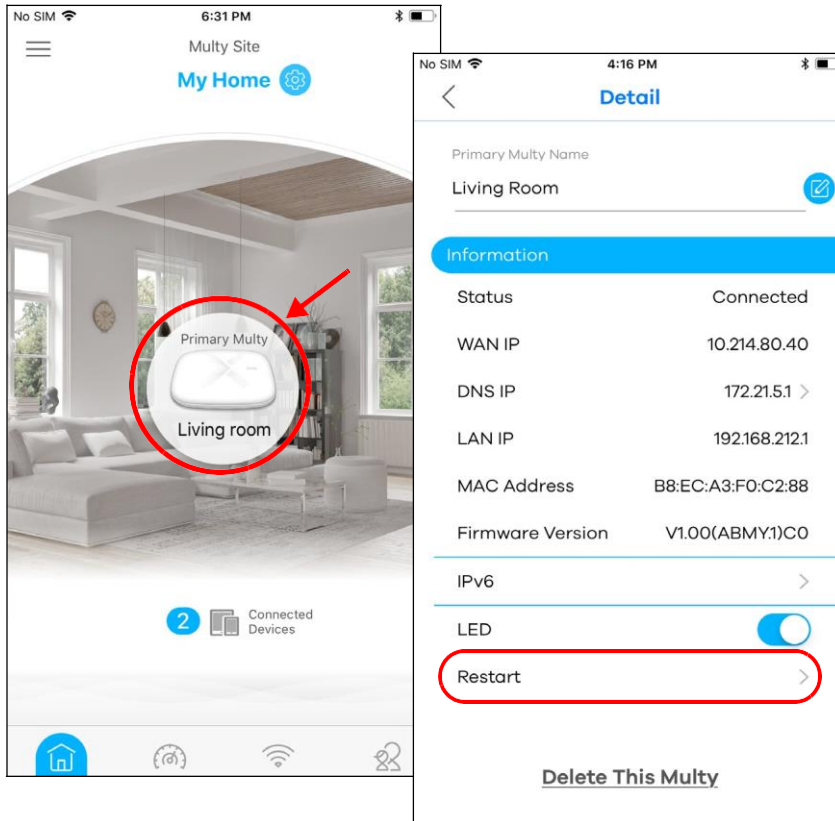 No SIM 6:31 PM
Multy Site
My Home
Primary Multy
Living room
2 Connected
Devices
No SIM 4:16 PM
Detail
Primary Multy Name
Living Room
Information
Status Connected
WAN IP 10.214.80.40
DNS IP 172.21.5.1 >
LAN IP 192.168.212.1
MAC Address B8:EC:A3:F0:C2:88
Firmware Version V1.00(ABMY.1)C0
IPv6 >
LED
Restart >
Delete This Multy